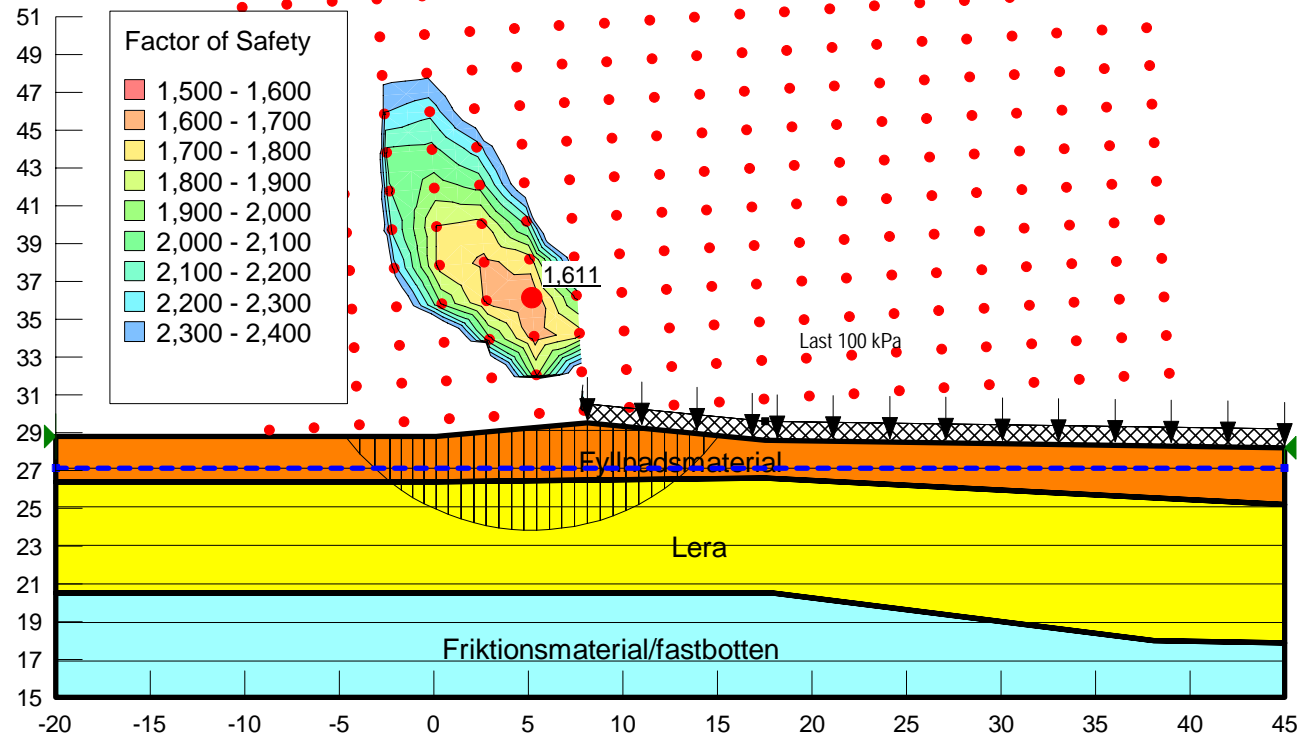 51
49
47
45
43
41
39
37
35
33
31
29
27
25
23
21
19
17
15
Factor of Safety
1,500 - 1,600
1,600 - 1,700
1,700 - 1,800
1,800 - 1,900
1,900 - 2,000
2,000 - 2,100
2,100 - 2,200
2,200 - 2,300
2,300 - 2,400
1,611
Last 100 kPa
Fyllnadsmaterial
Lera
Friktionsmaterial/fastbotten
-20 -15 -10 -5 0 5 10 15 20 25 30 35 40 45